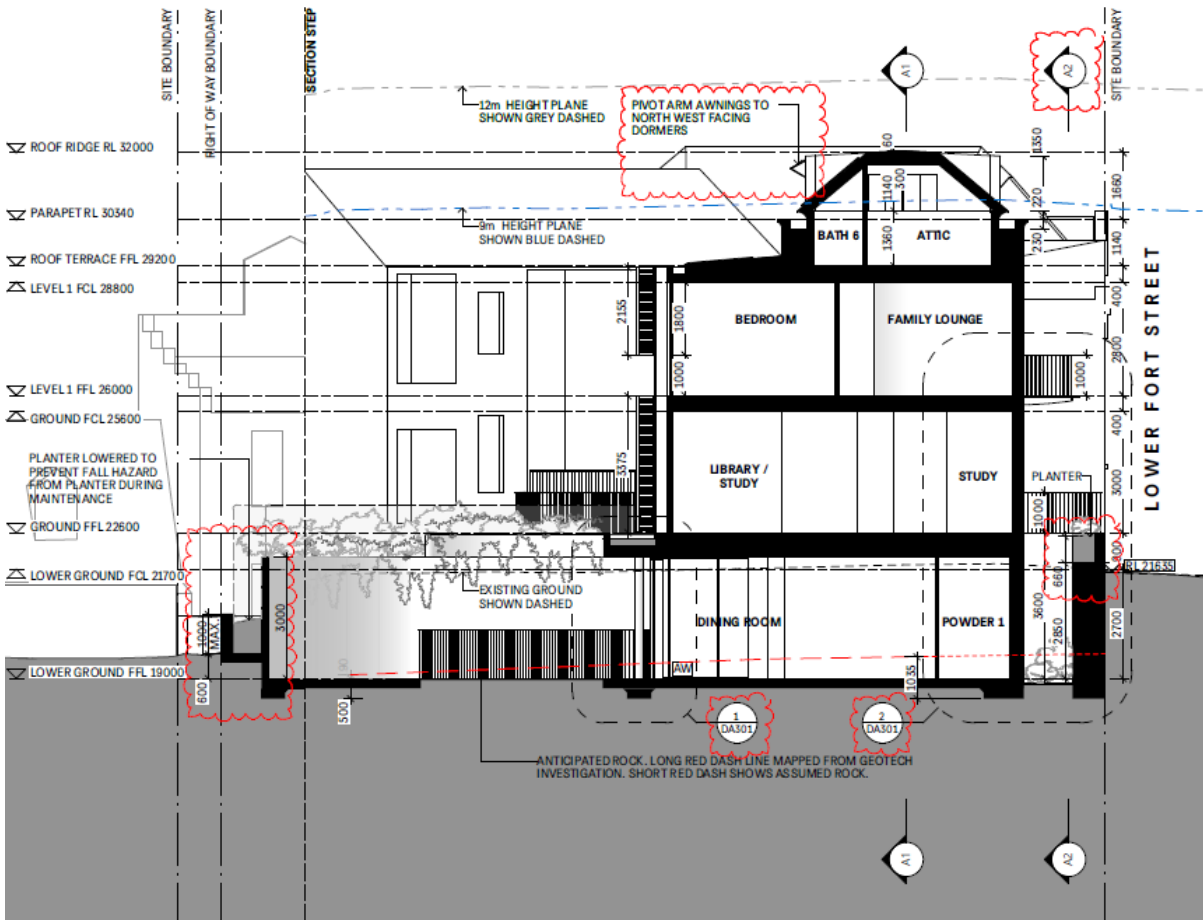 SITE BOUNDARY
RIGHT OF WAY BOUNDARY
SECTION STEP
SITE BOUNDARY
A1
A2
12m HEIGHT PLANE
SHOWN GREY DASHED
PIVOT ARM AWNINGS TO
NORTH WEST FACING
DORMERS
ROOF RIDGE RL 32000
60
1350
1140
300
220
1660
PARAPET RL 30340
9m HEIGHT PLANE
SHOWN BLUE DASHED
BATH 6
ATTIC
1360
230
1140
ROOF TERRACE FFL 29200
LEVEL 1 FCL 28800
400
2155
1800
BEDROOM
FAMILY LOUNGE
2800
1000
1000
LEVEL 1 FFL 26000
GROUND FCL 25600
400
LOWER FORT STREET
PLANTER LOWERED TO
PREVENT FALL HAZARD
FROM PLANTER DURING
MAINTENANCE
3375
LIBRARY /
STUDY
STUDY
PLANTER
3000
1000
GROUND FFL 22600
RL 21635
LOWER GROUND FCL 21700
660
EXISTING GROUND
SHOWN DASHED
3000
1000
MAX.
DINING ROOM
POWDER 1
3600
2850
2700
AW
1035
LOWER GROUND FFL 19000
600
500
1
DA301
2
DA301
ANTICIPATED ROCK. LONG RED DASH LINE MAPPED FROM GEOTECH
INVESTIGATION. SHORT RED DASH SHOWS ASSUMED ROCK.
A1
A2